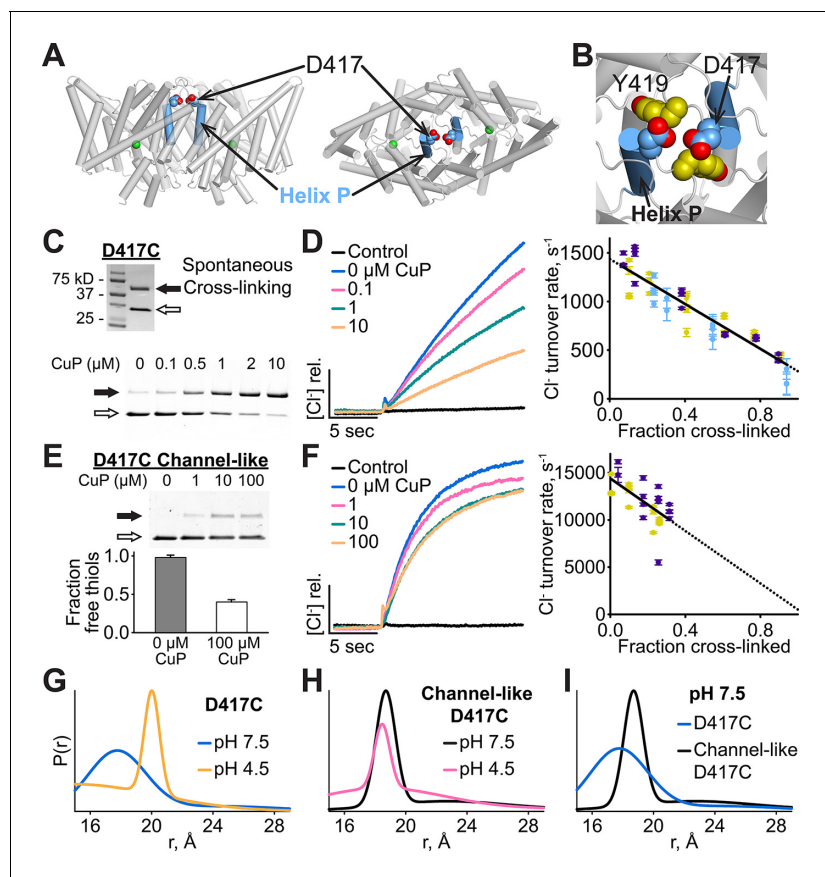 A
D417
Helix P
B
Y419
D417
Helix P
C
D417C
75 kD -
37 -
25 -
Spontaneous
Cross-linking
CuP (μM)
0 0.1 0.5 1 2 10
D
Control
0 μM CuP
0.1
1
10
[Cl-] rel.
5 sec
Cl- turnover rate, s-1
1500
1000
500
0
0.0 0.4 0.8
Fraction cross-linked
E
D417C Channel-like
CuP (μM) 0 1 10 100
Fraction
free thiols
1.0
0.5
0.0
0 μM
CuP
100 μM
CuP
F
Control
0 μM CuP
1
10
100
[Cl-] rel.
5 sec
Cl- turnover rate, s-1
15000
10000
5000
0
0.0 0.4 0.8
Fraction cross-linked
G
D417C
pH 7.5
pH 4.5
P(r)
16 20 24 28
r, Å
H
Channel-like
D417C
pH 7.5
pH 4.5
16 20 24 28
r, Å
I
pH 7.5
D417C
Channel-like
D417C
16 20 24 28
r, Å